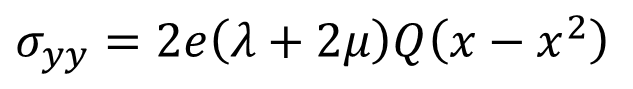 σ_yy = 2e(λ + 2μ)Q(x − x²)